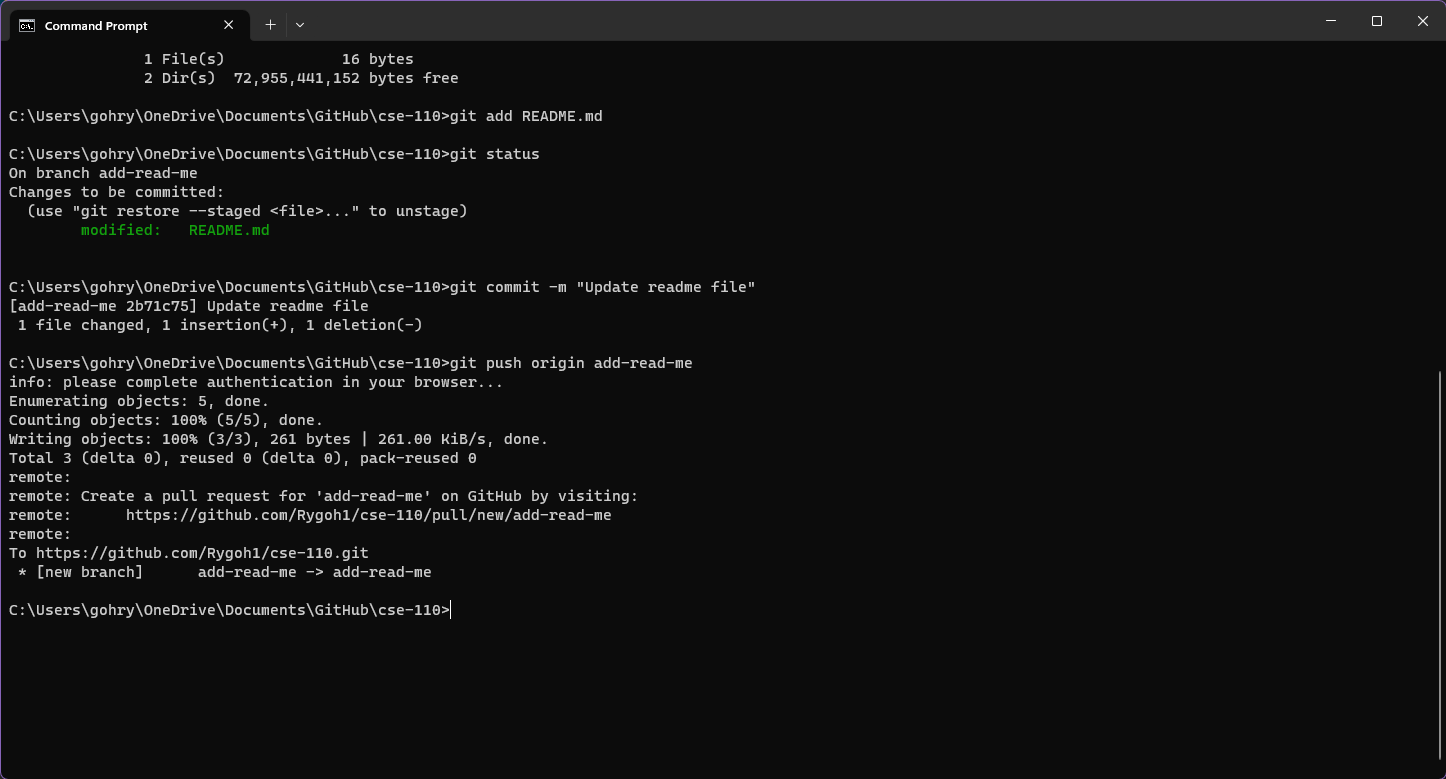 Command Prompt
1 File(s)             16 bytes
2 Dir(s)  72,955,441,152 bytes free
C:\Users\gohry\OneDrive\Documents\GitHub\cse-110>git add README.md
C:\Users\gohry\OneDrive\Documents\GitHub\cse-110>git status
On branch add-read-me
Changes to be committed:
  (use "git restore --staged <file>..." to unstage)
        modified:   README.md
C:\Users\gohry\OneDrive\Documents\GitHub\cse-110>git commit -m "Update readme file"
[add-read-me 2b71c75] Update readme file
 1 file changed, 1 insertion(+), 1 deletion(-)
C:\Users\gohry\OneDrive\Documents\GitHub\cse-110>git push origin add-read-me
info: please complete authentication in your browser...
Enumerating objects: 5, done.
Counting objects: 100% (5/5), done.
Writing objects: 100% (3/3), 261 bytes | 261.00 KiB/s, done.
Total 3 (delta 0), reused 0 (delta 0), pack-reused 0
remote:
remote: Create a pull request for 'add-read-me' on GitHub by visiting:
remote:      https://github.com/Rygoh1/cse-110/pull/new/add-read-me
remote:
To https://github.com/Rygoh1/cse-110.git
 * [new branch]      add-read-me -> add-read-me
C:\Users\gohry\OneDrive\Documents\GitHub\cse-110>